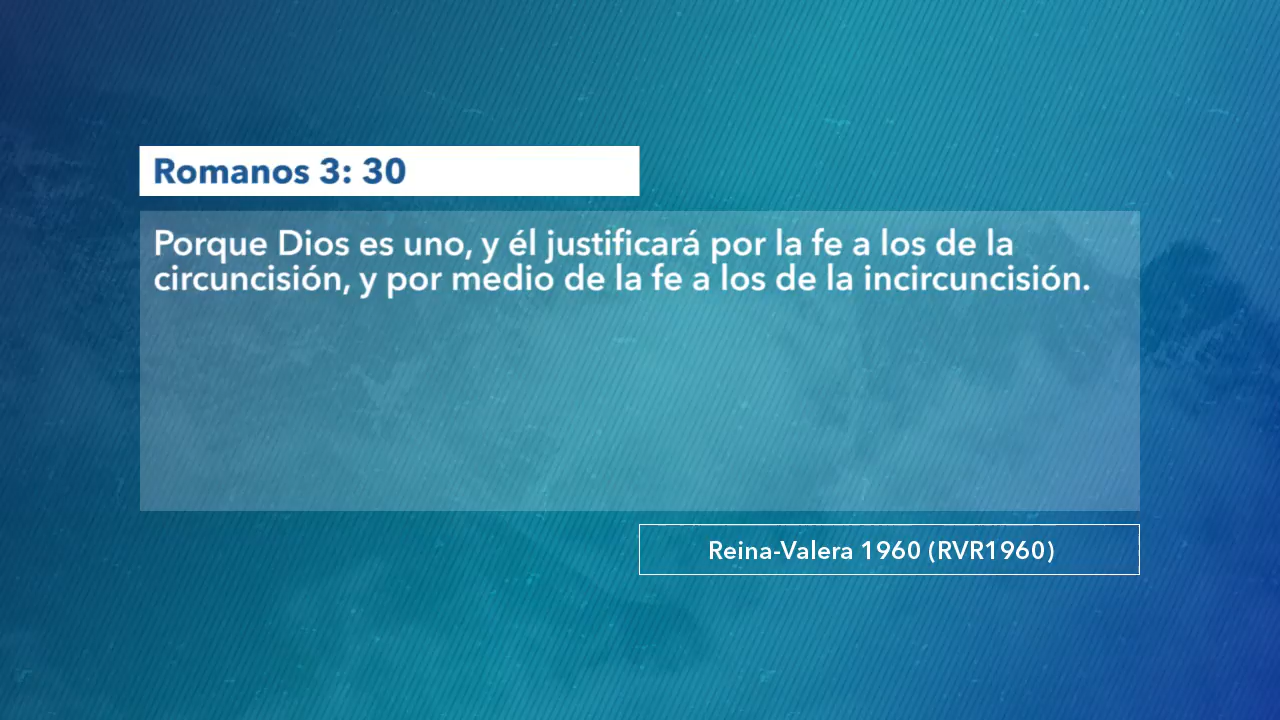 Romanos 3: 30
Porque Dios es uno, y él justificará por la fe a los de la
circuncisión, y por medio de la fe a los de la incircuncisión.
Reina-Valera 1960 (RVR1960)